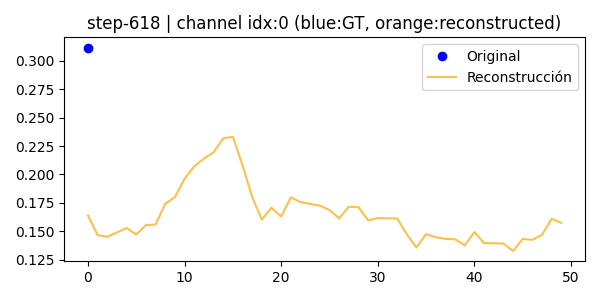 step-618 | channel idx:0 (blue:GT, orange:reconstructed)
0.300
0.275
0.250
0.225
0.200
0.175
0.150
0.125
Original
Reconstrucción
0 10 20 30 40 50